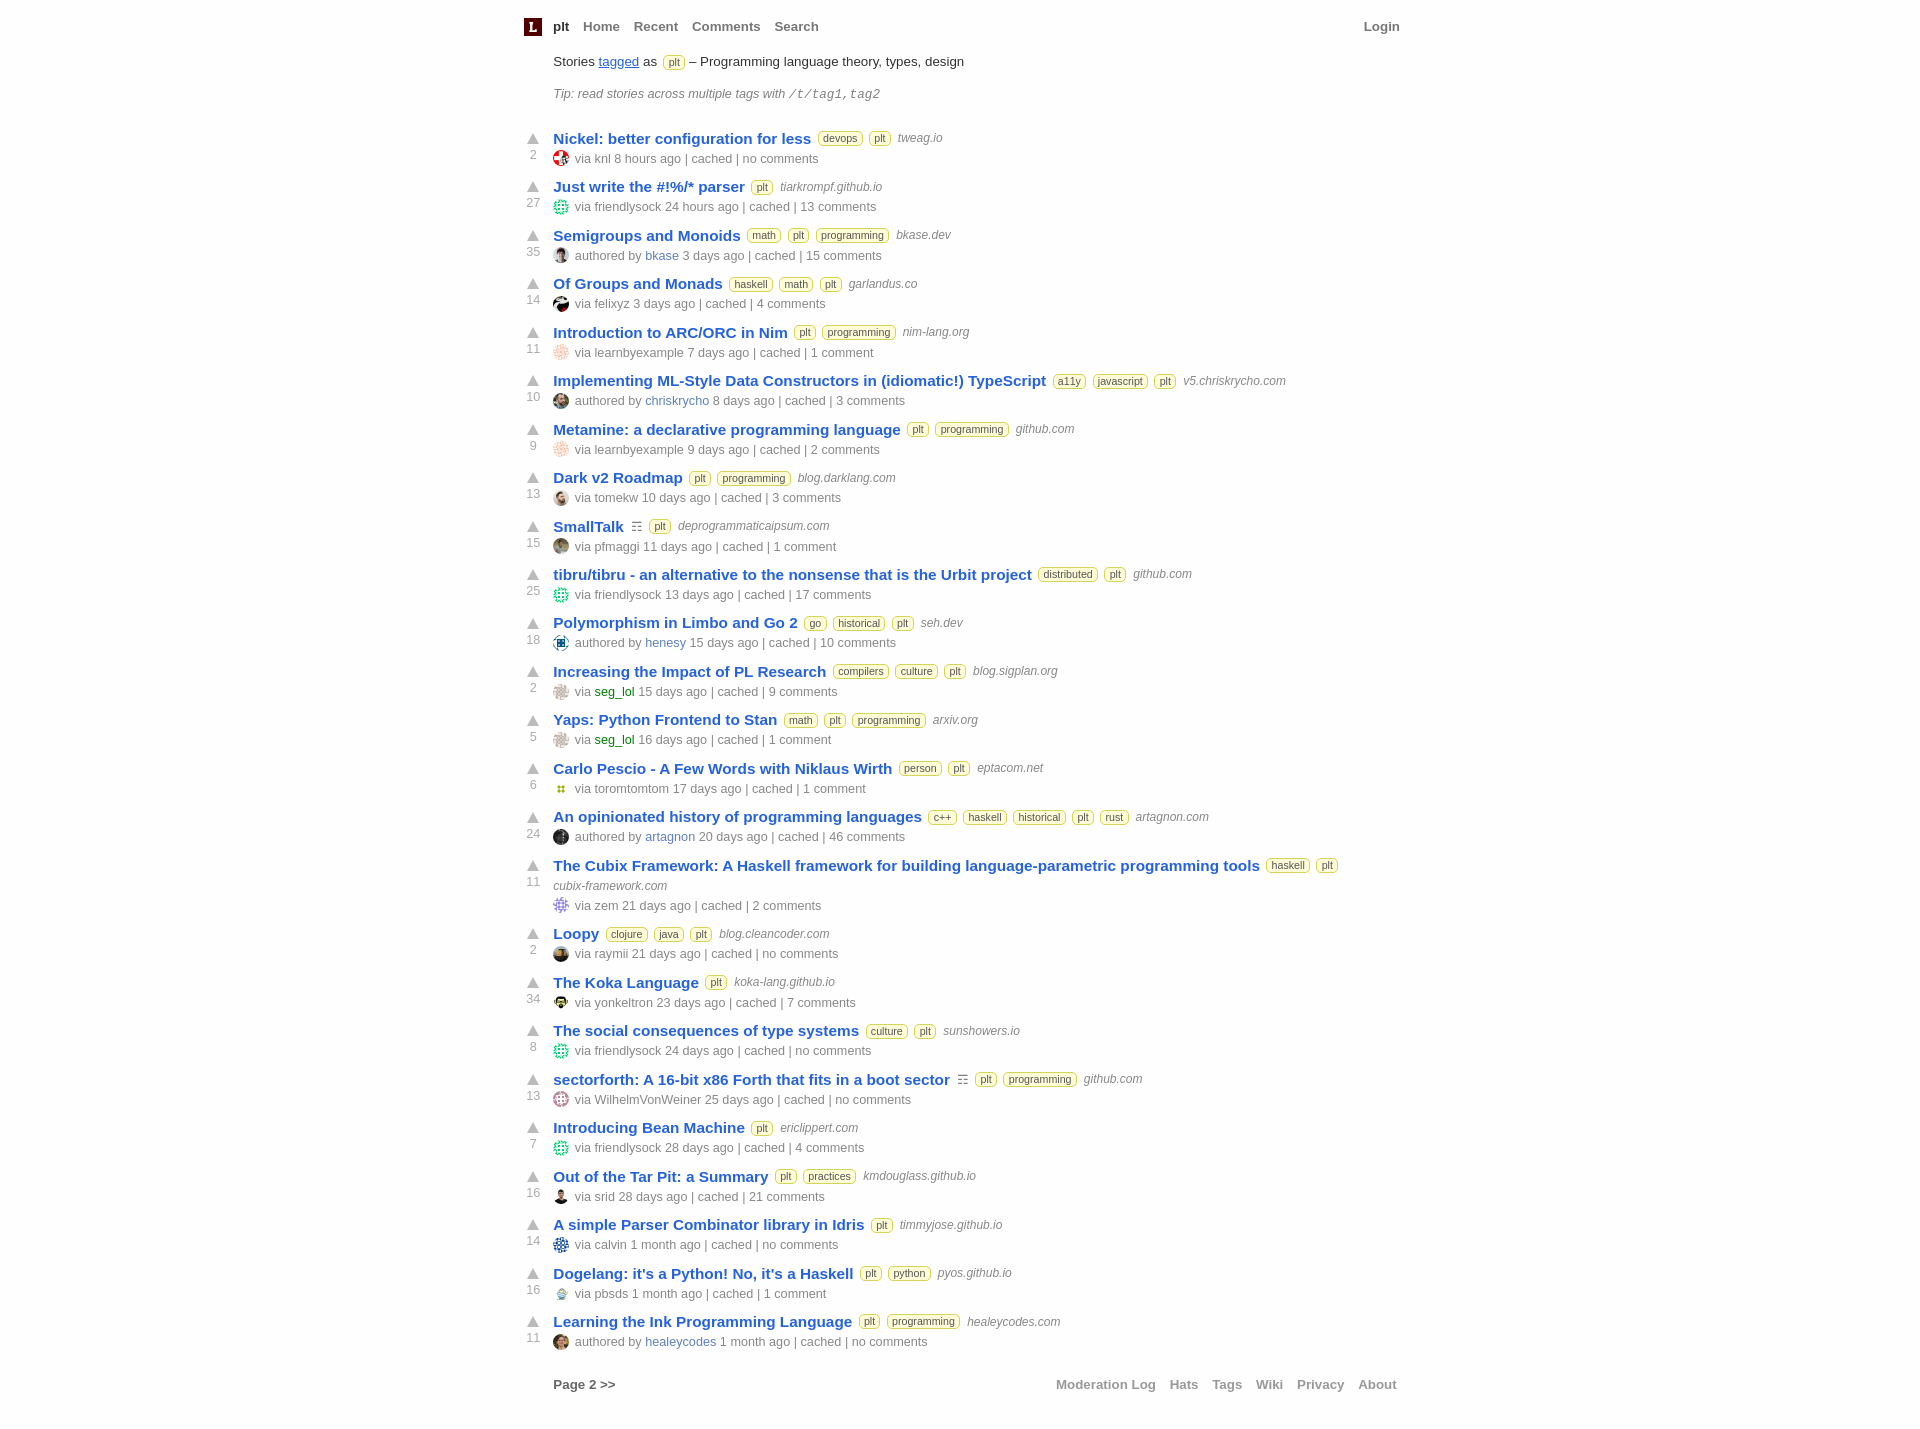 L plt Home Recent Comments Search Login
Stories tagged as plt – Programming language theory, types, design
Tip: read stories across multiple tags with /t/tag1,tag2
Nickel: better configuration for less devops plt tweag.io
2 via knl 8 hours ago | cached | no comments
Just write the #!%/* parser plt tiarkrompf.github.io
27 via friendlysock 24 hours ago | cached | 13 comments
Semigroups and Monoids math plt programming bkase.dev
35 authored by bkase 3 days ago | cached | 15 comments
Of Groups and Monads haskell math plt garlandus.co
14 via felixyz 3 days ago | cached | 4 comments
Introduction to ARC/ORC in Nim plt programming nim-lang.org
11 via learnbyexample 7 days ago | cached | 1 comment
Implementing ML-Style Data Constructors in (idiomatic!) TypeScript a11y javascript plt v5.chriskrycho.com
10 authored by chriskrycho 8 days ago | cached | 3 comments
Metamine: a declarative programming language plt programming github.com
9 via learnbyexample 9 days ago | cached | 2 comments
Dark v2 Roadmap plt programming blog.darklang.com
13 via tomekw 10 days ago | cached | 3 comments
SmallTalk ☶ plt deprogrammaticaipsum.com
15 via pfmaggi 11 days ago | cached | 1 comment
tibru/tibru - an alternative to the nonsense that is the Urbit project distributed plt github.com
25 via friendlysock 13 days ago | cached | 17 comments
Polymorphism in Limbo and Go 2 go historical plt seh.dev
18 authored by henesy 15 days ago | cached | 10 comments
Increasing the Impact of PL Research compilers culture plt blog.sigplan.org
2 via seg_lol 15 days ago | cached | 9 comments
Yaps: Python Frontend to Stan math plt programming arxiv.org
5 via seg_lol 16 days ago | cached | 1 comment
Carlo Pescio - A Few Words with Niklaus Wirth person plt eptacom.net
6 via toromtomtom 17 days ago | cached | 1 comment
An opinionated history of programming languages c++ haskell historical plt rust artagnon.com
24 authored by artagnon 20 days ago | cached | 46 comments
The Cubix Framework: A Haskell framework for building language-parametric programming tools haskell plt
11 cubix-framework.com
via zem 21 days ago | cached | 2 comments
Loopy clojure java plt blog.cleancoder.com
2 via raymii 21 days ago | cached | no comments
The Koka Language plt koka-lang.github.io
34 via yonkeltron 23 days ago | cached | 7 comments
The social consequences of type systems culture plt sunshowers.io
8 via friendlysock 24 days ago | cached | no comments
sectorforth: A 16-bit x86 Forth that fits in a boot sector ☶ plt programming github.com
13 via WilhelmVonWeiner 25 days ago | cached | no comments
Introducing Bean Machine plt ericlippert.com
7 via friendlysock 28 days ago | cached | 4 comments
Out of the Tar Pit: a Summary plt practices kmdouglass.github.io
16 via srid 28 days ago | cached | 21 comments
A simple Parser Combinator library in Idris plt timmyjose.github.io
14 via calvin 1 month ago | cached | no comments
Dogelang: it's a Python! No, it's a Haskell plt python pyos.github.io
16 via pbsds 1 month ago | cached | 1 comment
Learning the Ink Programming Language plt programming healeycodes.com
11 authored by healeycodes 1 month ago | cached | no comments
Page 2 >> Moderation Log Hats Tags Wiki Privacy About